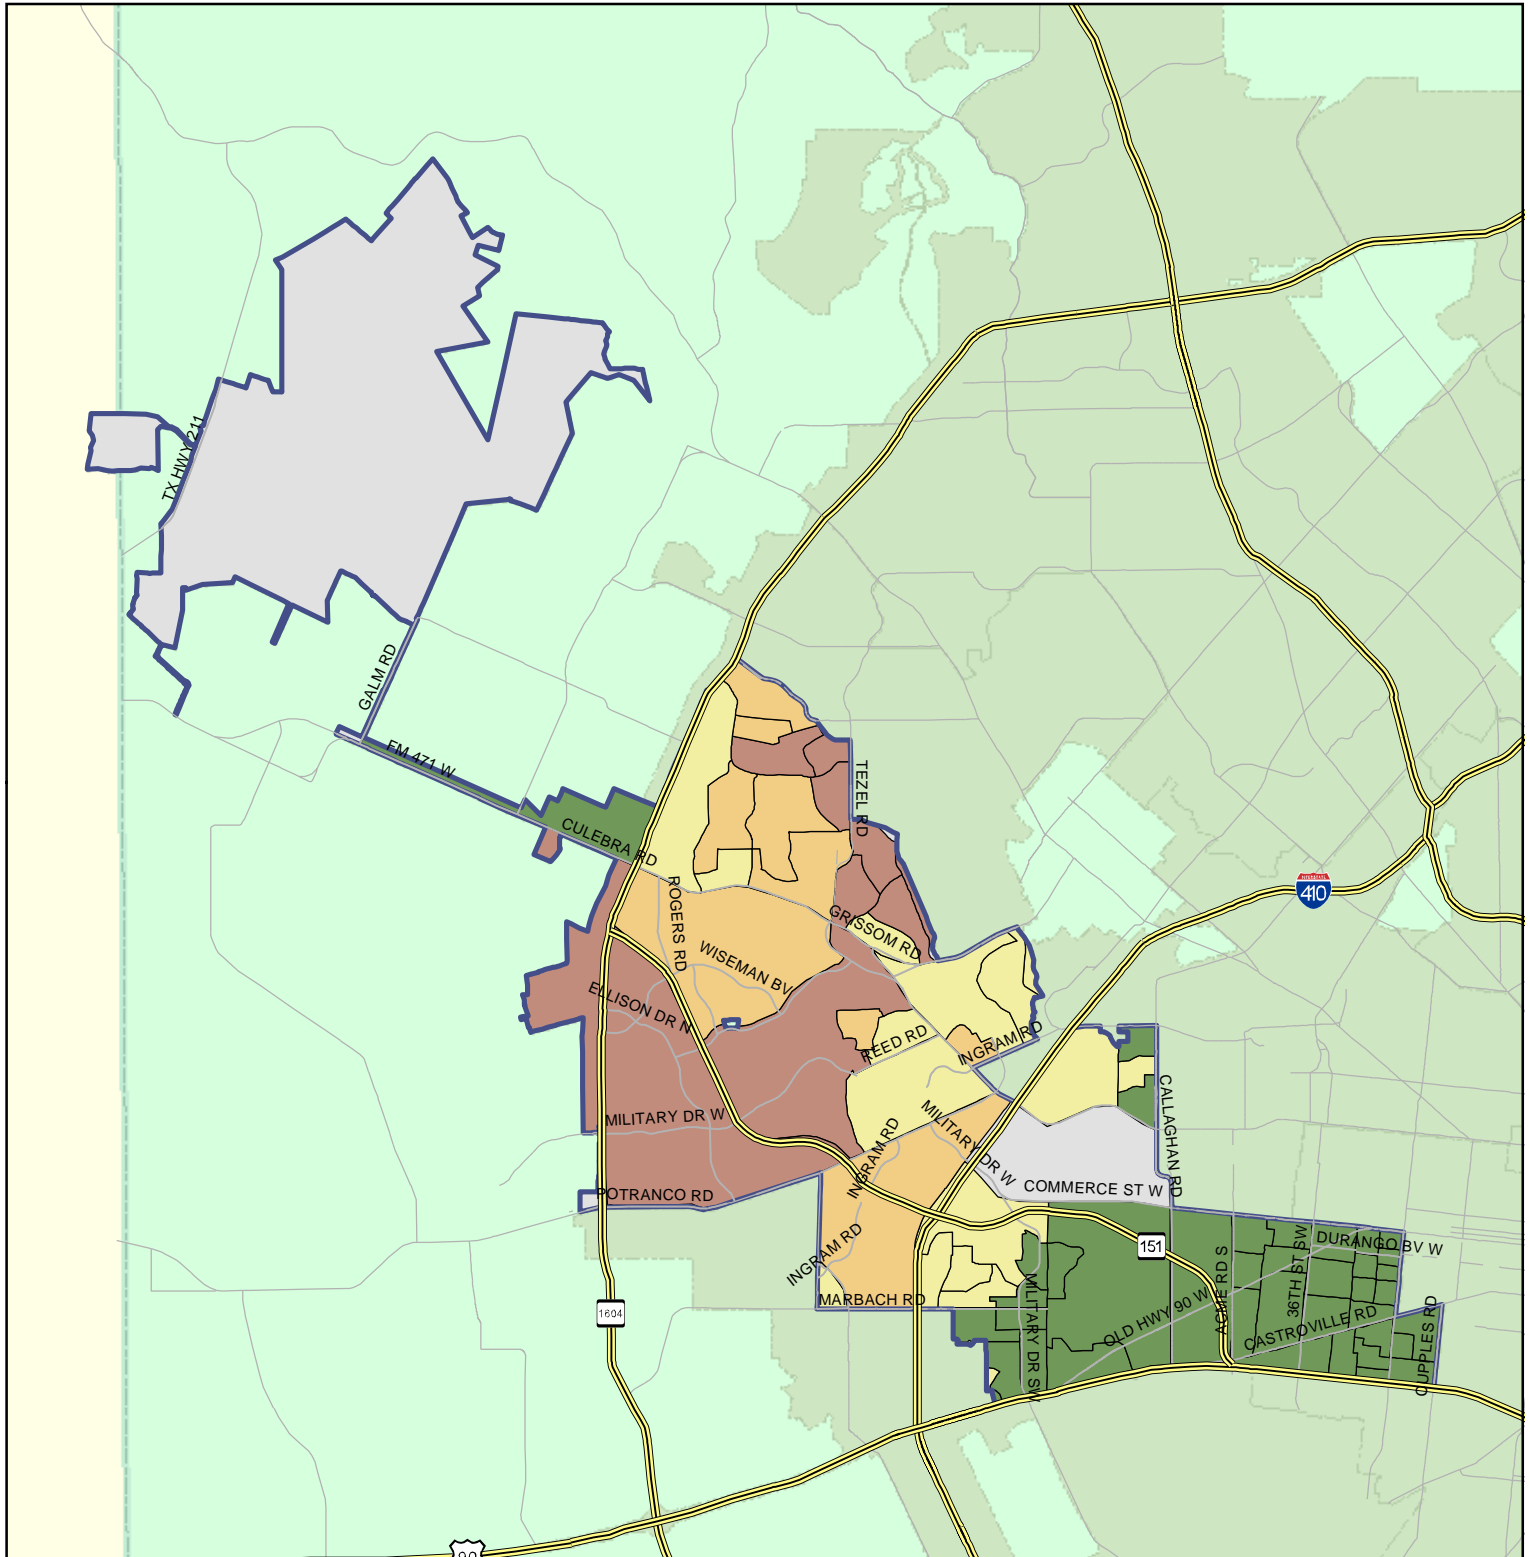 TX HWY 211
GALM RD
FM 471 W
CULEBRA RD
TEZEL RD
ROGERS RD
GRISSOM RD
WISEMAN BV
ELLISON DR N
REED RD
INGRAM RD
410
MILITARY DR W
MILITARY DR W
CALLAGHAN RD
INGRAM RD
COMMERCE ST W
POTRANCO RD
INGRAM RD
151
DURANGO BV W
36TH ST SW
ACME RD S
MARBACH RD
MILITARY DR SW
OLD HWY 90 W
CASTROVILLE RD
CUPPLES RD
1604
90